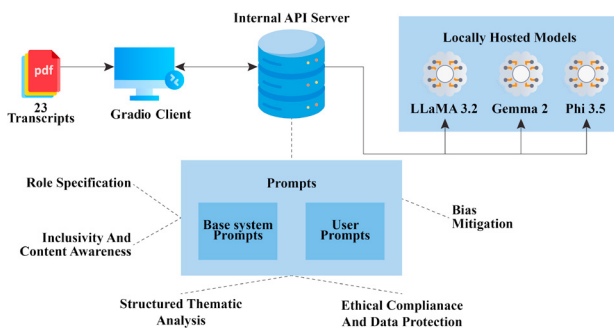 Internal API Server
Locally Hosted Models
pdf
23
Transcripts
Gradio Client
LLaMA 3.2
Gemma 2
Phi 3.5
Role Specification
Prompts
Base system
Prompts
User
Prompts
Bias
Mitigation
Inclusivity And
Content Awareness
Structured Thematic
Analysis
Ethical Complianace
And Data Protection